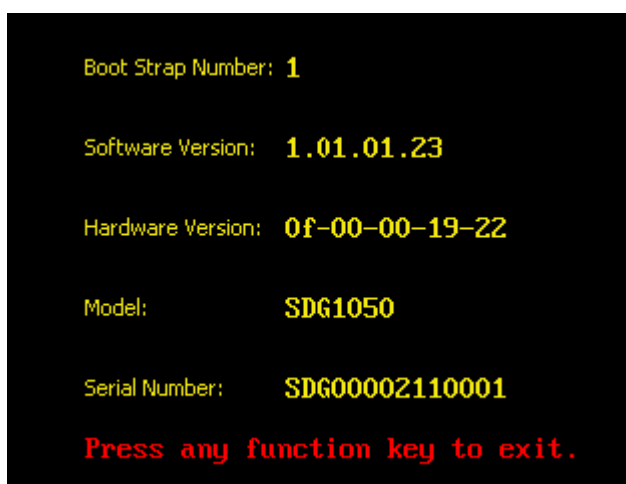 Boot Strap Number: 1
Software Version: 1.01.01.23
Hardware Version: 0f-00-00-19-22
Model: SDG1050
Serial Number: SDG00002110001
Press any function key to exit.